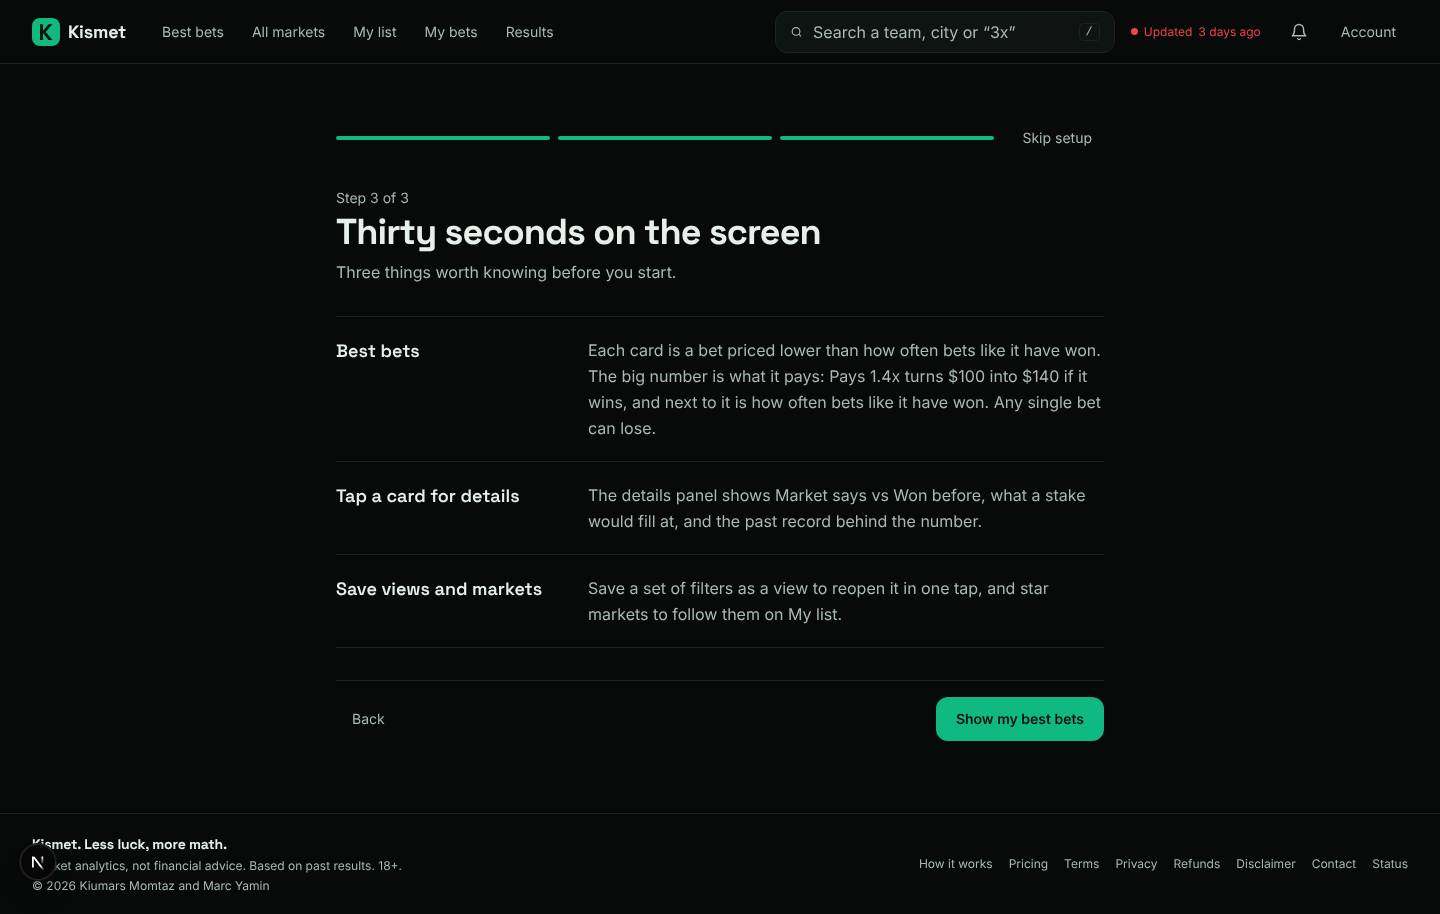 K Kismet
Best bets
All markets
My list
My bets
Results
Search a team, city or “3x”
/
Updated 3 days ago
Account
Skip setup
Step 3 of 3
Thirty seconds on the screen
Three things worth knowing before you start.
Best bets
Each card is a bet priced lower than how often bets like it have won.
The big number is what it pays: Pays 1.4x turns $100 into $140 if it
wins, and next to it is how often bets like it have won. Any single bet
can lose.
Tap a card for details
The details panel shows Market says vs Won before, what a stake
would fill at, and the past record behind the number.
Save views and markets
Save a set of filters as a view to reopen it in one tap, and star
markets to follow them on My list.
Back
Show my best bets
Kismet. Less luck, more math.
N
analytics, not financial advice. Based on past results. 18+.
© 2026 Kiumars Momtaz and Marc Yamin
How it works
Pricing
Terms
Privacy
Refunds
Disclaimer
Contact
Status